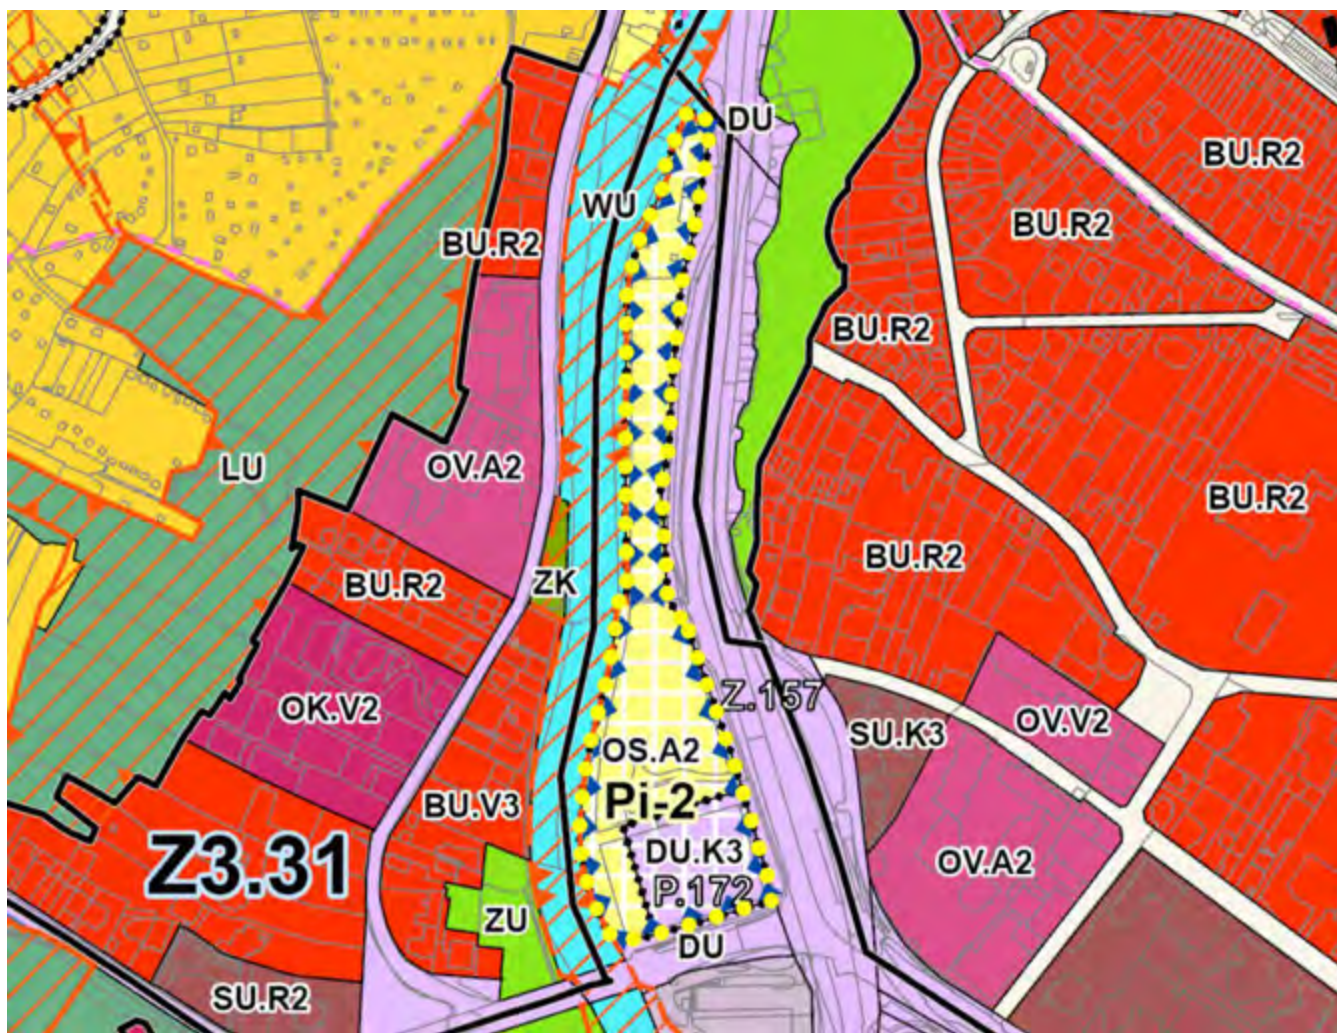 DU
BU.R2
WU
BU.R2
BU.R2
BU.R2
LU
OV.A2
BU.R2
BU.R2
BU.R2
ZK
OK.V2
Z.157
OV.V2
SU.K3
OS.A2
BU.V3
Pi-2
Z3.31
DU.K3
OV.A2
P.172
ZU
DU
SU.R2